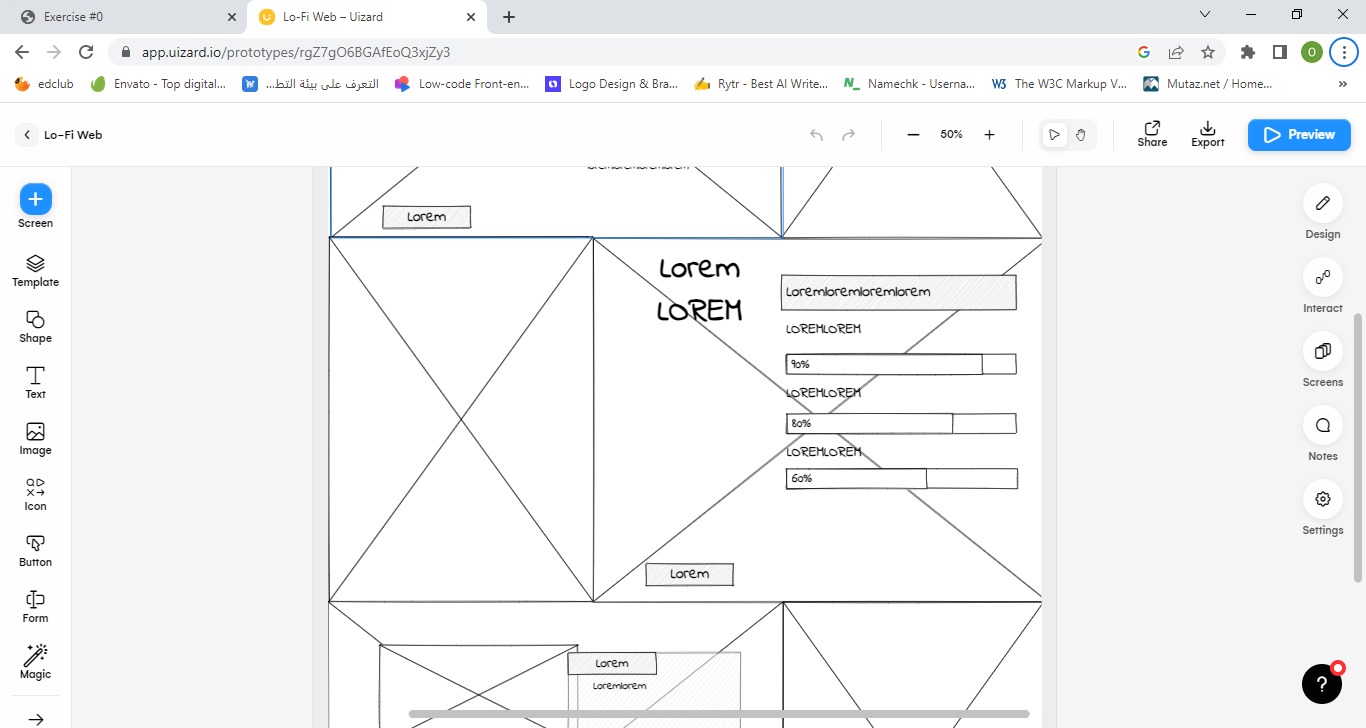 Exercise #0
Lo-Fi Web – Uizard
app.uizard.io/prototypes/rgZ7gO6BGAfEoQ3xjZy3
O
edclub
Envato - Top digital...
التعرف على بيئة التط...
Low-code Front-en...
Logo Design & Bra...
Rytr - Best AI Write...
Namechk - Userna...
The W3C Markup V...
Mutaz.net / Home...
»
Lo-Fi Web
50%
Share
Export
Preview
Screen
Template
Shape
Text
Image
Icon
Button
Form
Magic
Lorem
Lorem
LOREM
Loremloremloremlorem
LOREMLOREM
90%
LOREMLOREM
80%
LOREMLOREM
60%
Lorem
Lorem
Loremlorem
Design
Interact
Screens
Notes
Settings
?